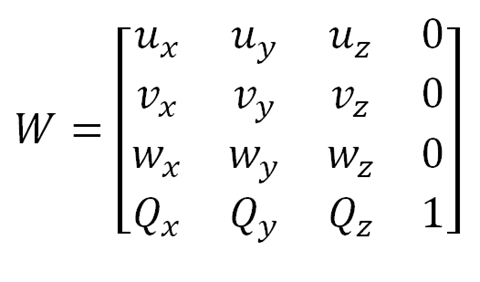 W = [u_x u_y u_z 0
v_x v_y v_z 0
w_x w_y w_z 0
Q_x Q_y Q_z 1]